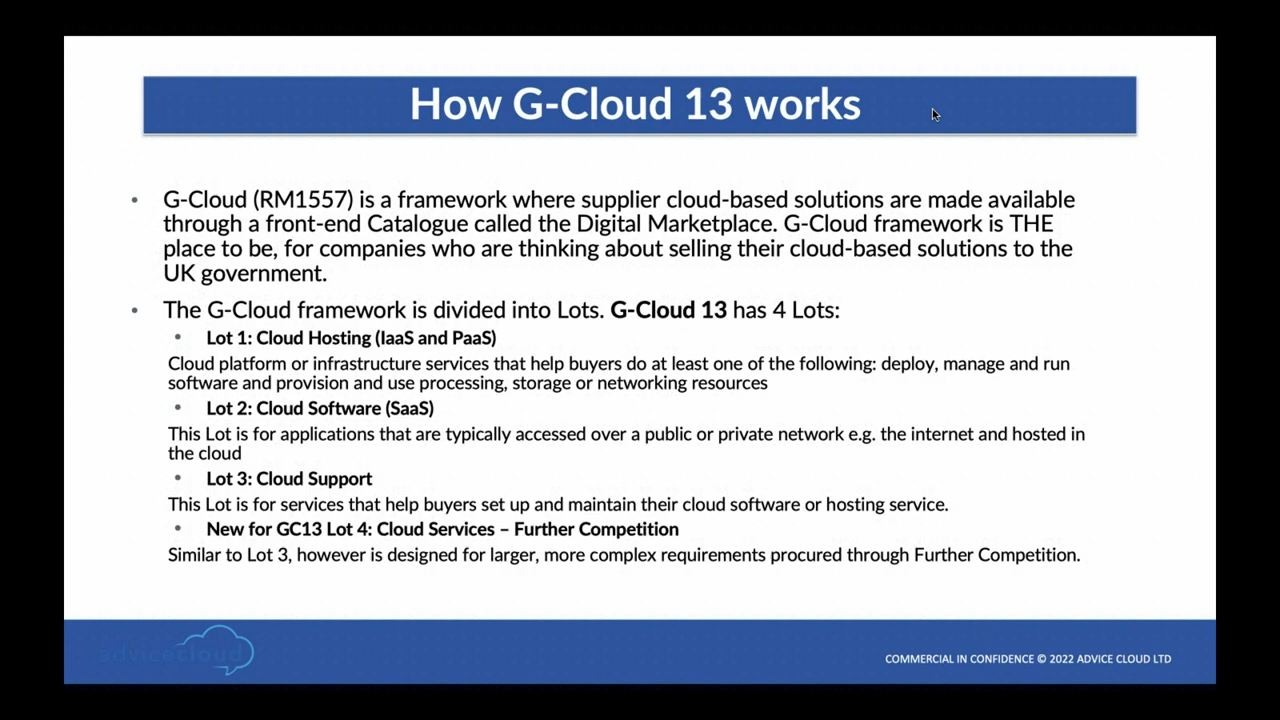 How G-Cloud 13 works
• G-Cloud (RM1557) is a framework where supplier cloud-based solutions are made available
through a front-end Catalogue called the Digital Marketplace. G-Cloud framework is THE
place to be, for companies who are thinking about selling their cloud-based solutions to the
UK government.
• The G-Cloud framework is divided into Lots. G-Cloud 13 has 4 Lots:
• Lot 1: Cloud Hosting (IaaS and PaaS)
Cloud platform or infrastructure services that help buyers do at least one of the following: deploy, manage and run
software and provision and use processing, storage or networking resources
• Lot 2: Cloud Software (SaaS)
This Lot is for applications that are typically accessed over a public or private network e.g. the internet and hosted in
the cloud
• Lot 3: Cloud Support
This Lot is for services that help buyers set up and maintain their cloud software or hosting service.
• New for GC13 Lot 4: Cloud Services – Further Competition
Similar to Lot 3, however is designed for larger, more complex requirements procured through Further Competition.
advicecloud
COMMERCIAL IN CONFIDENCE © 2022 ADVICE CLOUD LTD